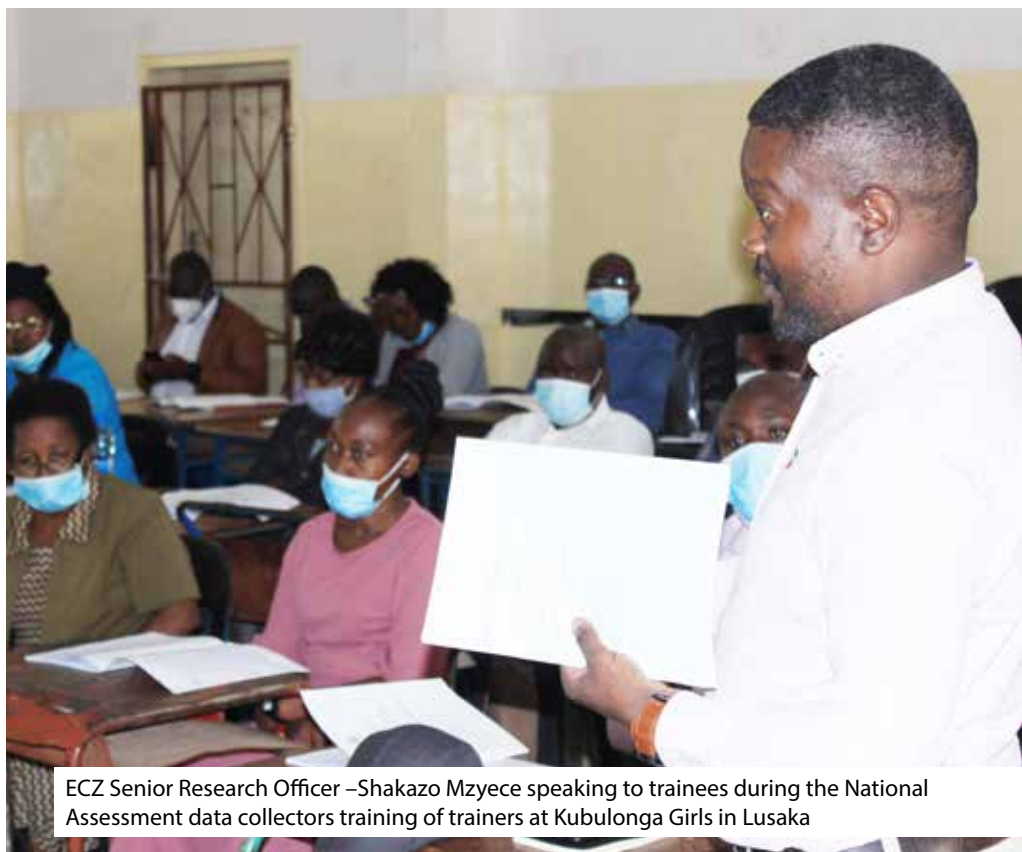 ECZ Senior Research Officer –Shakazo Mzyece speaking to trainees during the National
Assessment data collectors training of trainers at Kubulonga Girls in Lusaka